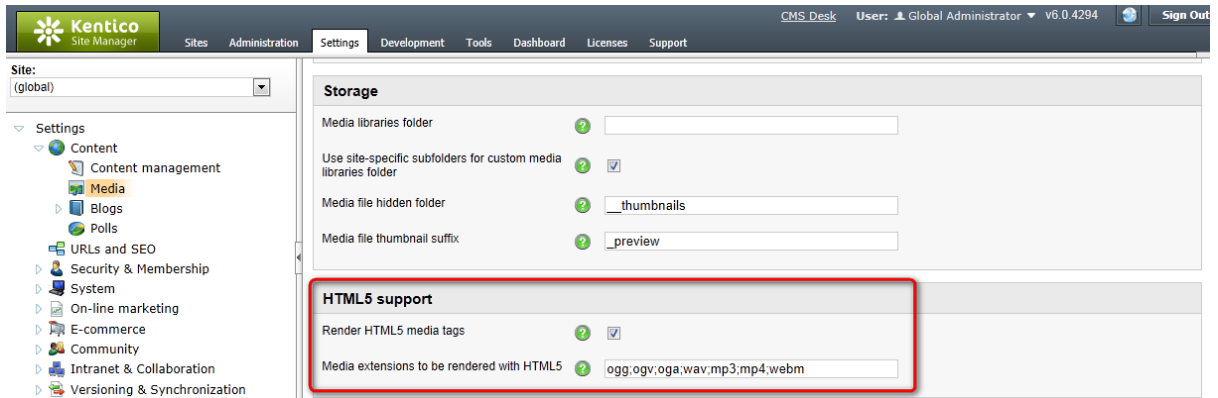 CMS Desk User: Global Administrator v6.0.4294 Sign Out
Kentico
Site Manager
Sites Administration Settings Development Tools Dashboard Licenses Support
Site:
(global)
Settings
Content
Content management
Media
Blogs
Polls
URLs and SEO
Security & Membership
System
On-line marketing
E-commerce
Community
Intranet & Collaboration
Versioning & Synchronization
Storage
Media libraries folder
Use site-specific subfolders for custom media
libraries folder
Media file hidden folder __thumbnails
Media file thumbnail suffix _preview
HTML5 support
Render HTML5 media tags
Media extensions to be rendered with HTML5 ogg;ogv;oga;wav;mp3;mp4;webm